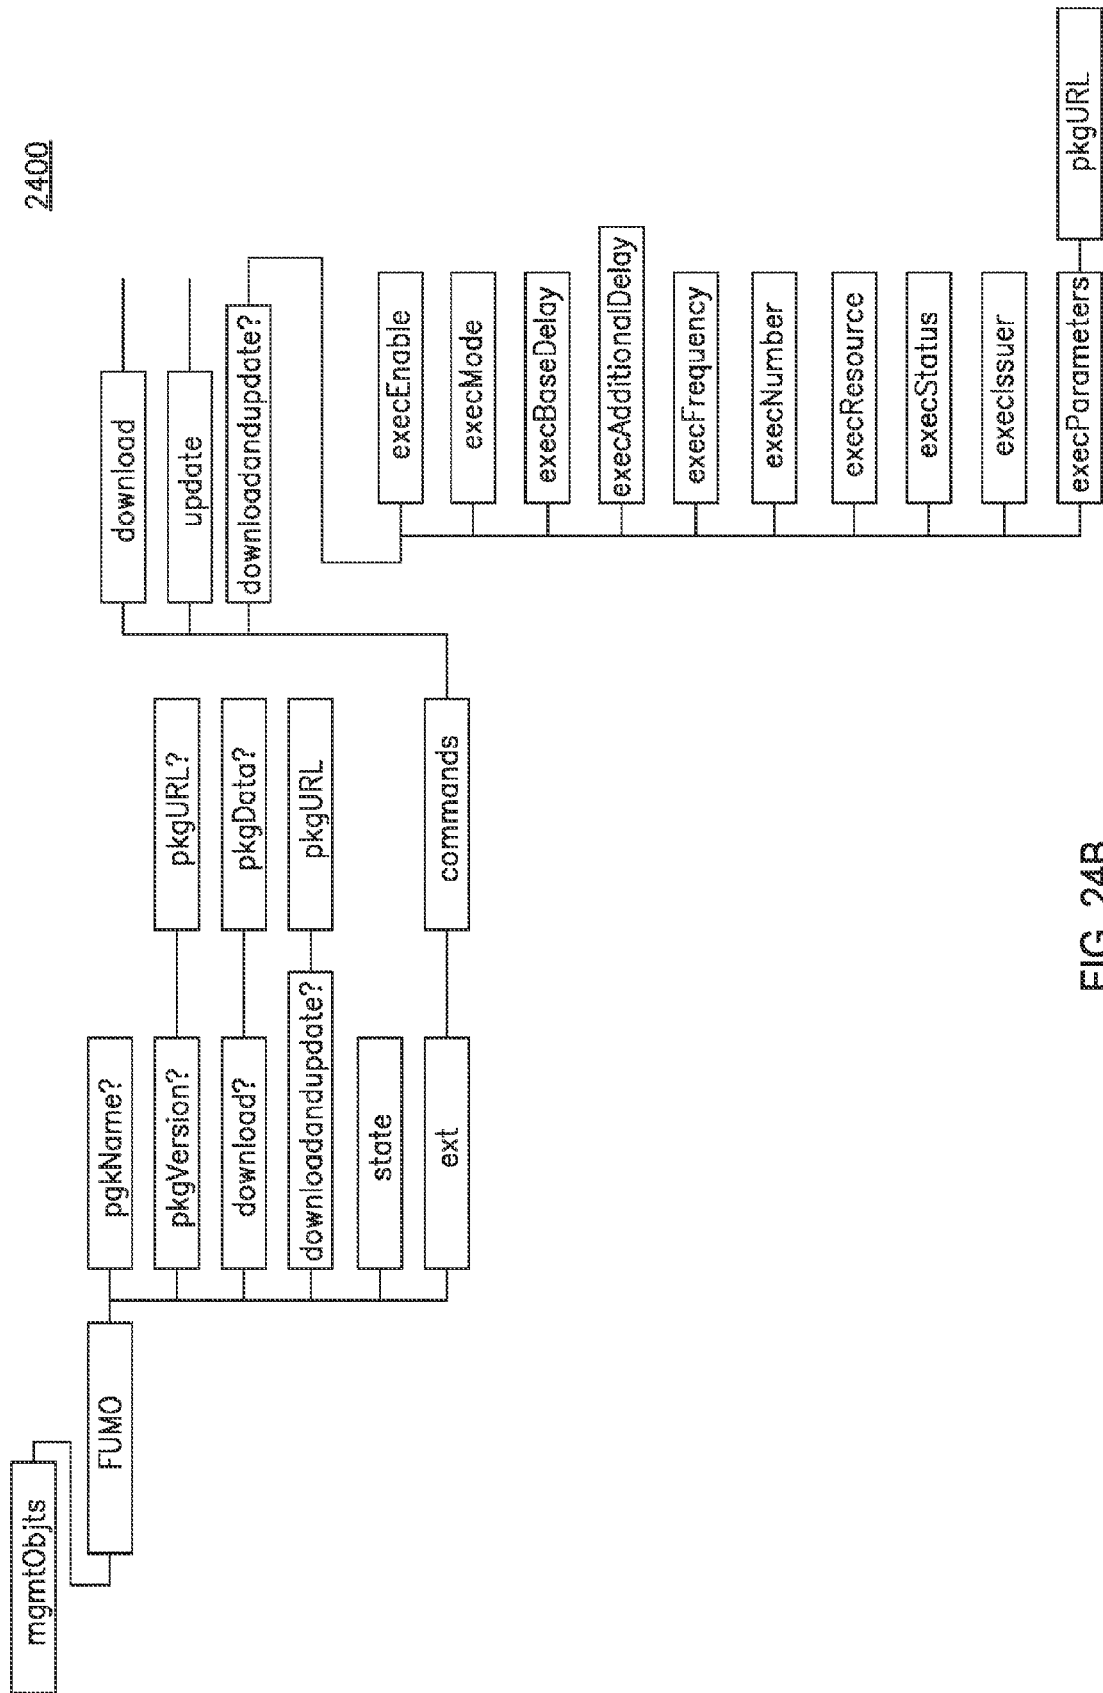 2400
mgmtObjts
FUMO
pgkName?
pkgVersion?
pkgURL?
download?
pkgData?
downloadandupdate?
pkgURL
state
ext
commands
download
update
downloadandupdate?
execEnable
execMode
execBaseDelay
execAdditionalDelay
execFrequency
execNumber
execResource
execStatus
execIssuer
execParameters
pkgURL
FIG. 24B